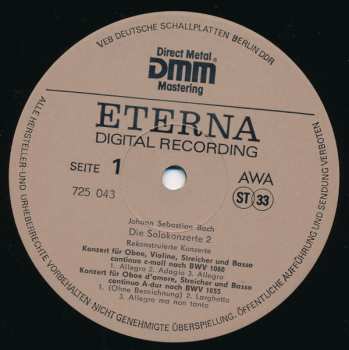 VEB DEUTSCHE SCHALLPLATTEN BERLIN DDR
Direct Metal
DMM
Mastering
ETERNA
DIGITAL RECORDING
SEITE 1
AWA
725 043
ST 33
Johann Sebastian Bach
Die Solokonzerte 2
Rekonstruierte Konzerte
Konzert für Oboe, Violine, Streicher und Basso
continuo c-moll nach BWV 1060
1. Allegro 2. Adagio 3. Allegro
Konzert für Oboe d'amore, Streicher und Basso
continuo A-dur nach BWV 1055
1. (Ohne Bezeichnung) 2. Larghetto
3. Allegro ma non tanto
ALLE HERSTELLER- UND URHEBERRECHTE VORBEHALTEN NICHT GENEHMIGTE ÜBERSPIELUNG, ÖFFENTLICHE AUFFÜHRUNG UND SENDUNG VERBOTEN